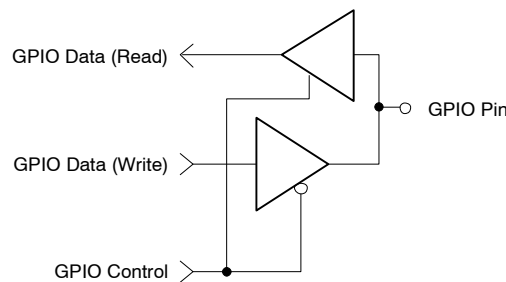 GPIO Data (Read)
GPIO Pin
GPIO Data (Write)
GPIO Control